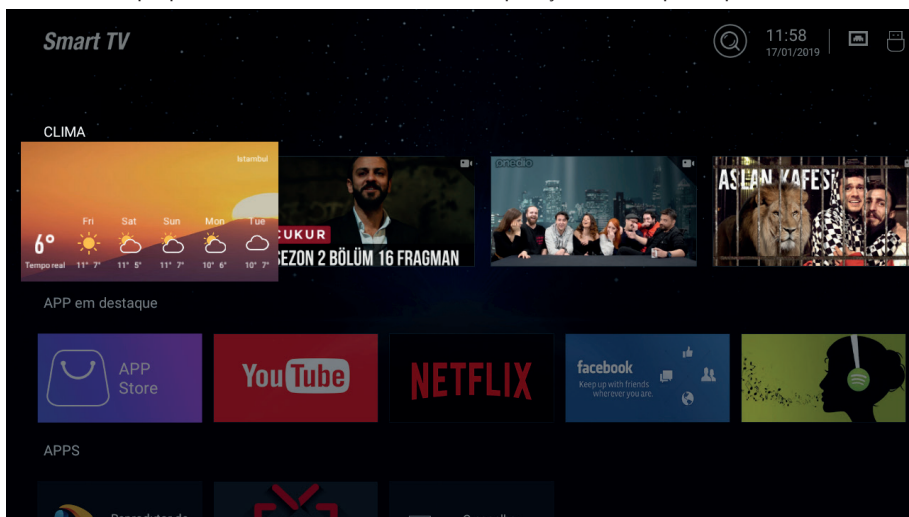 Smart TV
11:58
17/01/2019
CLIMA
Istambul
Fri Sat Sun Mon Tue
6°
Tempo real 11° 7° 11° 5° 11° 7° 10° 6° 10° 7°
ÇUKUR
SEZON 2 BÖLÜM 16 FRAGMAN
onedio
ASLAN KAFESİ
APP em destaque
APP
Store
YouTube
NETFLIX
facebook
Keep up with friends
wherever you are.
APPS